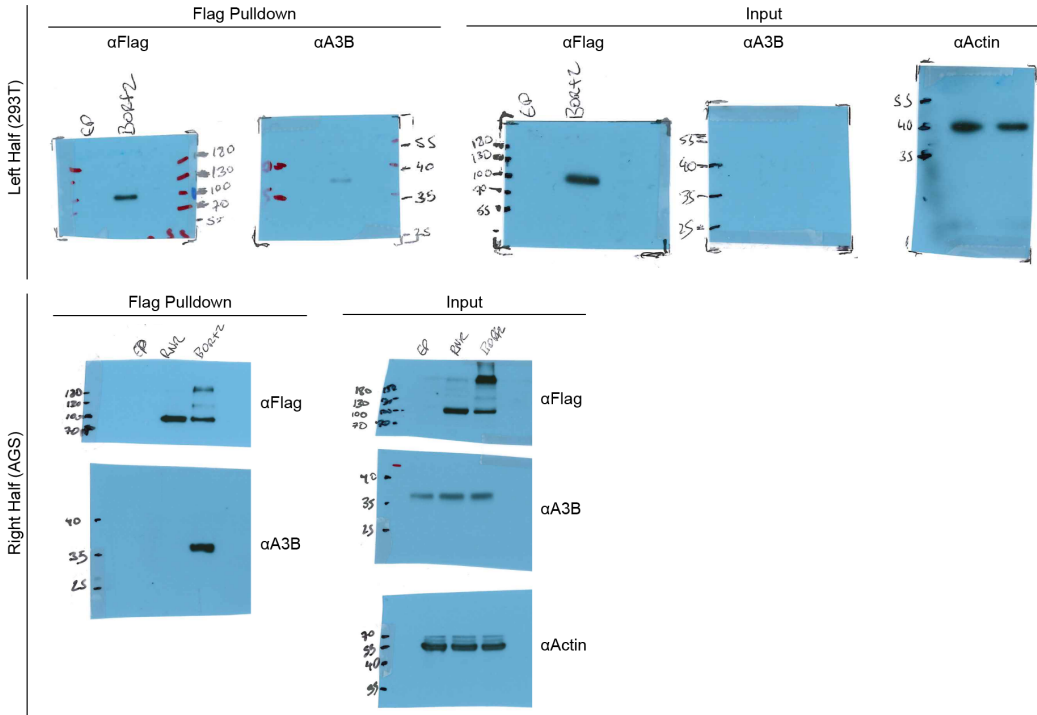 Flag Pulldown Input
αFlag αA3B αFlag αA3B αActin
Left Half (293T)
EP BORF2
180
130
100
70
55
55
40
35
25
EP BORF2
180
130
100
70
55
55
40
35
25
55
40
35
Right Half (AGS)
Flag Pulldown Input
EP RNR BORF2
180
130
100
70
αFlag
40
35
25
αA3B
EP RNR BORF2
180
130
100
70
αFlag
40
35
25
αA3B
70
55
40
35
αActin